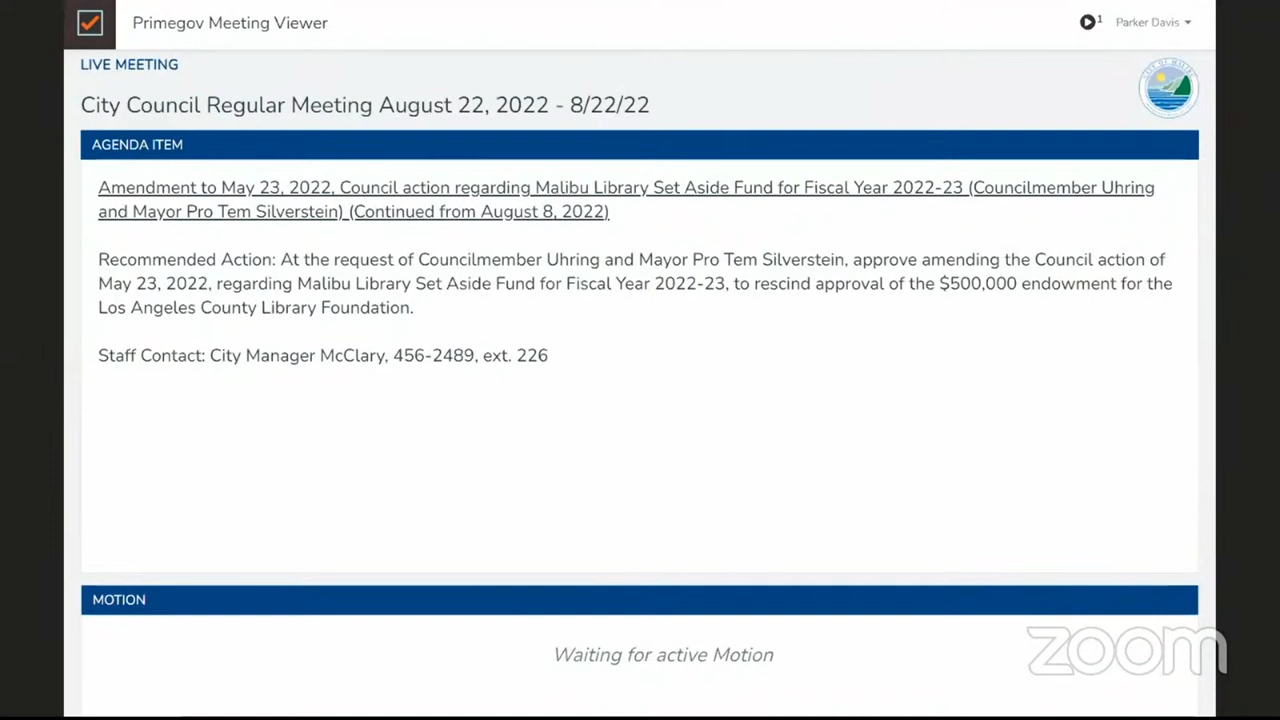 Primegov Meeting Viewer
1
Parker Davis
LIVE MEETING
City Council Regular Meeting August 22, 2022 - 8/22/22
AGENDA ITEM
Amendment to May 23, 2022, Council action regarding Malibu Library Set Aside Fund for Fiscal Year 2022-23 (Councilmember Uhring
and Mayor Pro Tem Silverstein) (Continued from August 8, 2022)
Recommended Action: At the request of Councilmember Uhring and Mayor Pro Tem Silverstein, approve amending the Council action of
May 23, 2022, regarding Malibu Library Set Aside Fund for Fiscal Year 2022-23, to rescind approval of the $500,000 endowment for the
Los Angeles County Library Foundation.
Staff Contact: City Manager McClary, 456-2489, ext. 226
MOTION
Waiting for active Motion
zoom